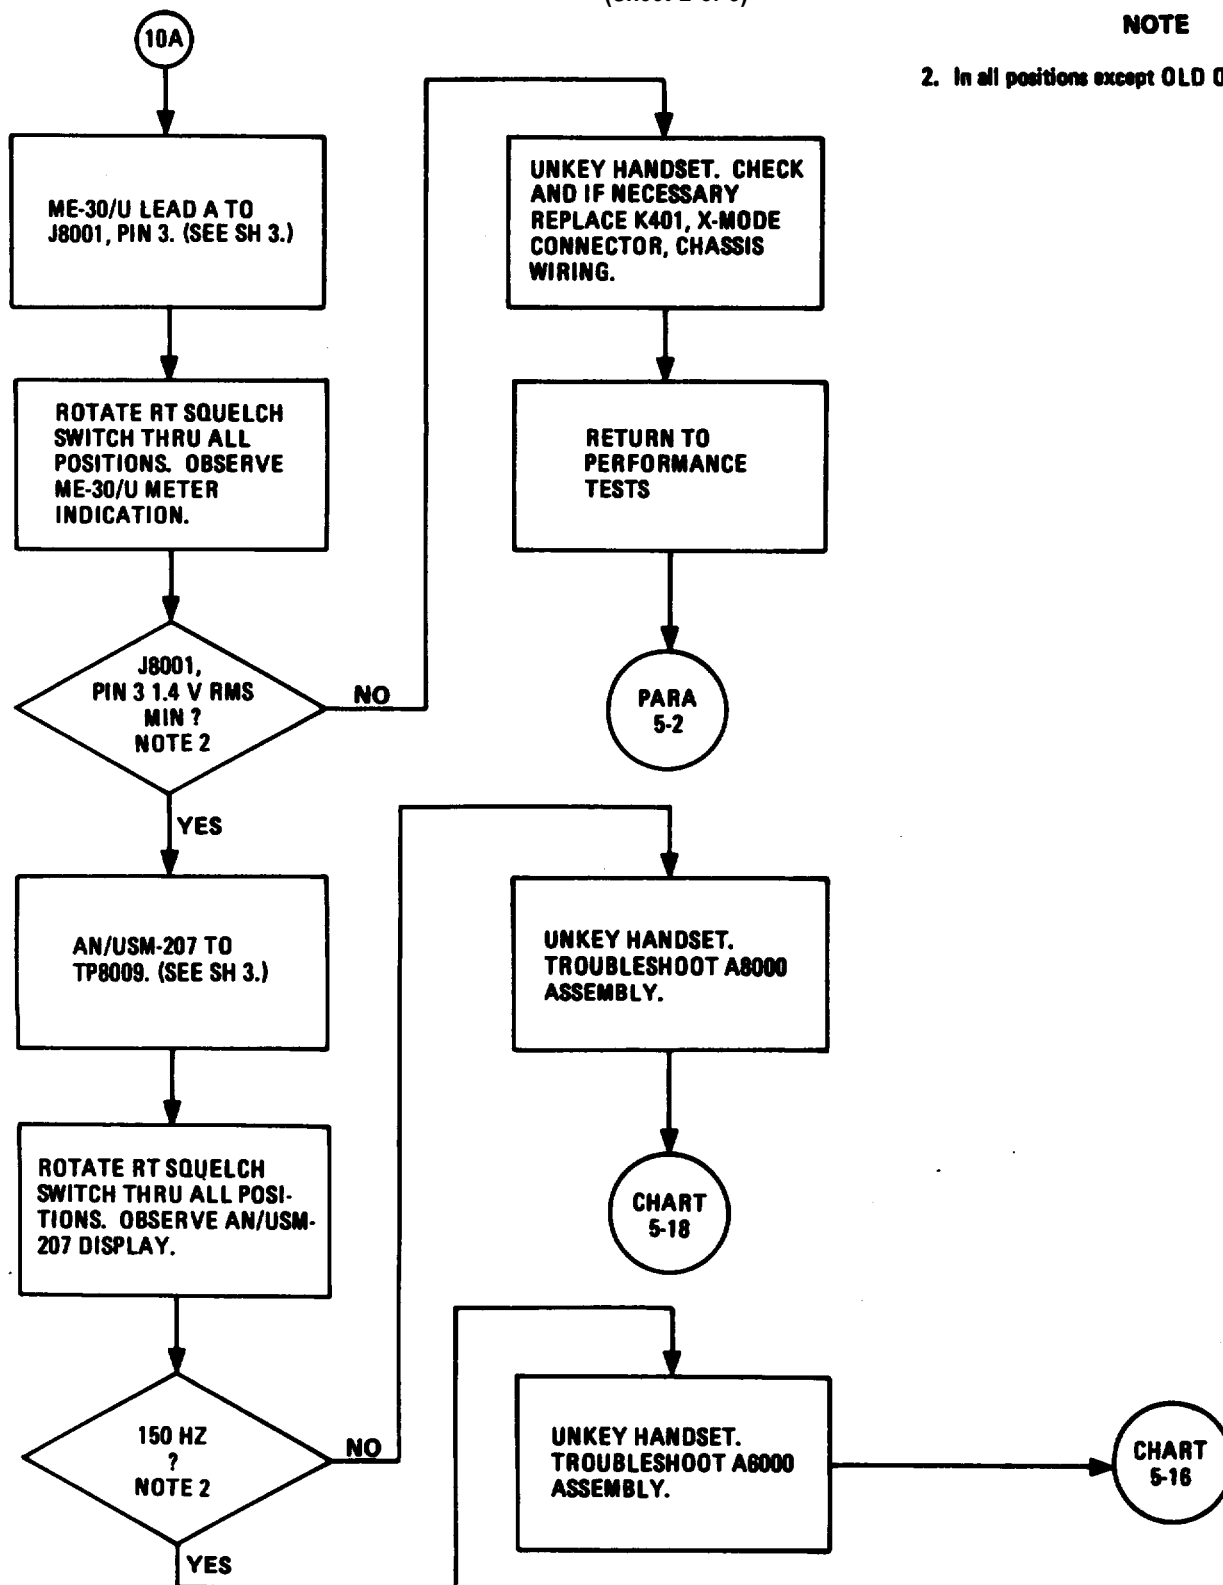 NOTE
10A
2. In all positions except OLD
ME-30/U LEAD A TO
J8001, PIN 3. (SEE SH 3.)
ROTATE RT SQUELCH
SWITCH THRU ALL
POSITIONS. OBSERVE
ME-30/U METER
INDICATION.
J8001,
PIN 3 1.4 V RMS
MIN ?
NOTE 2
NO
YES
UNKEY HANDSET. CHECK
AND IF NECESSARY
REPLACE K401, X-MODE
CONNECTOR, CHASSIS
WIRING.
RETURN TO
PERFORMANCE
TESTS
PARA
5-2
AN/USM-207 TO
TP8009. (SEE SH 3.)
ROTATE RT SQUELCH
SWITCH THRU ALL POSI-
TIONS. OBSERVE AN/USM-
207 DISPLAY.
150 HZ
?
NOTE 2
NO
YES
UNKEY HANDSET.
TROUBLESHOOT A8000
ASSEMBLY.
CHART
5-18
UNKEY HANDSET.
TROUBLESHOOT A6000
ASSEMBLY.
CHART
5-16